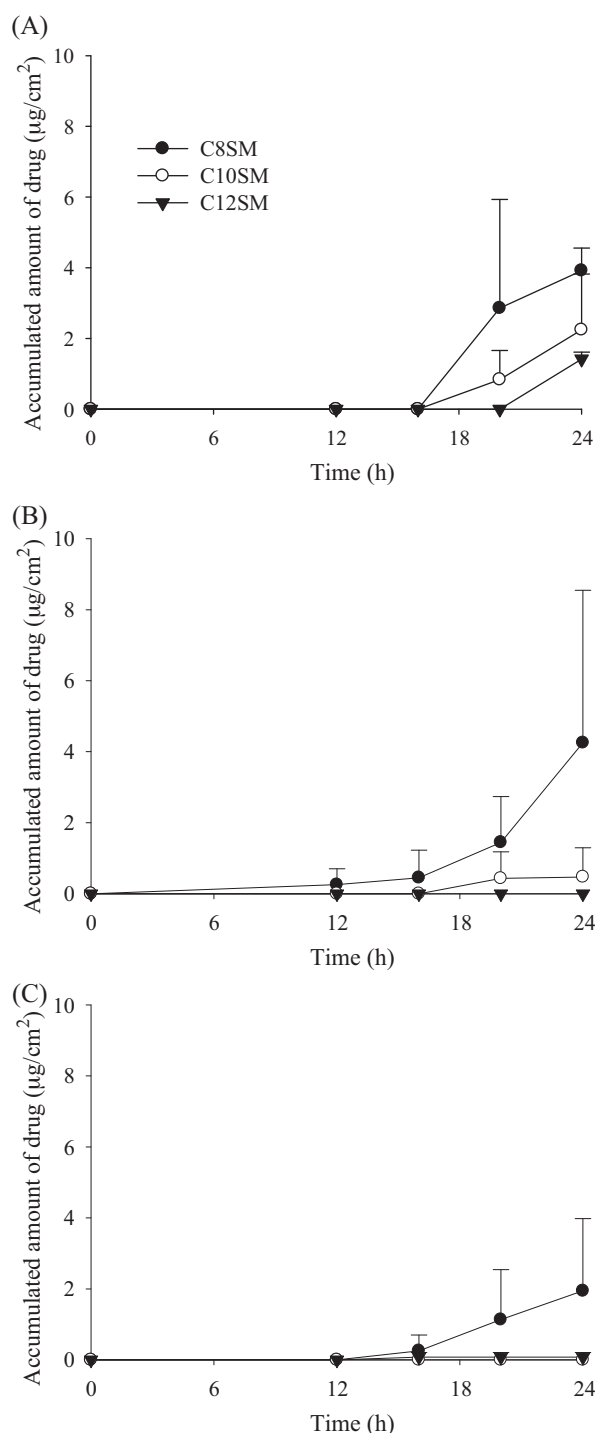 (A)
Accumulated amount of drug (μg/cm²)
10
8
6
4
2
0
C8SM
C10SM
C12SM
0 6 12 18 24
Time (h)
(B)
Accumulated amount of drug (μg/cm²)
10
8
6
4
2
0
0 6 12 18 24
Time (h)
(C)
Accumulated amount of drug (μg/cm²)
10
8
6
4
2
0
0 6 12 18 24
Time (h)